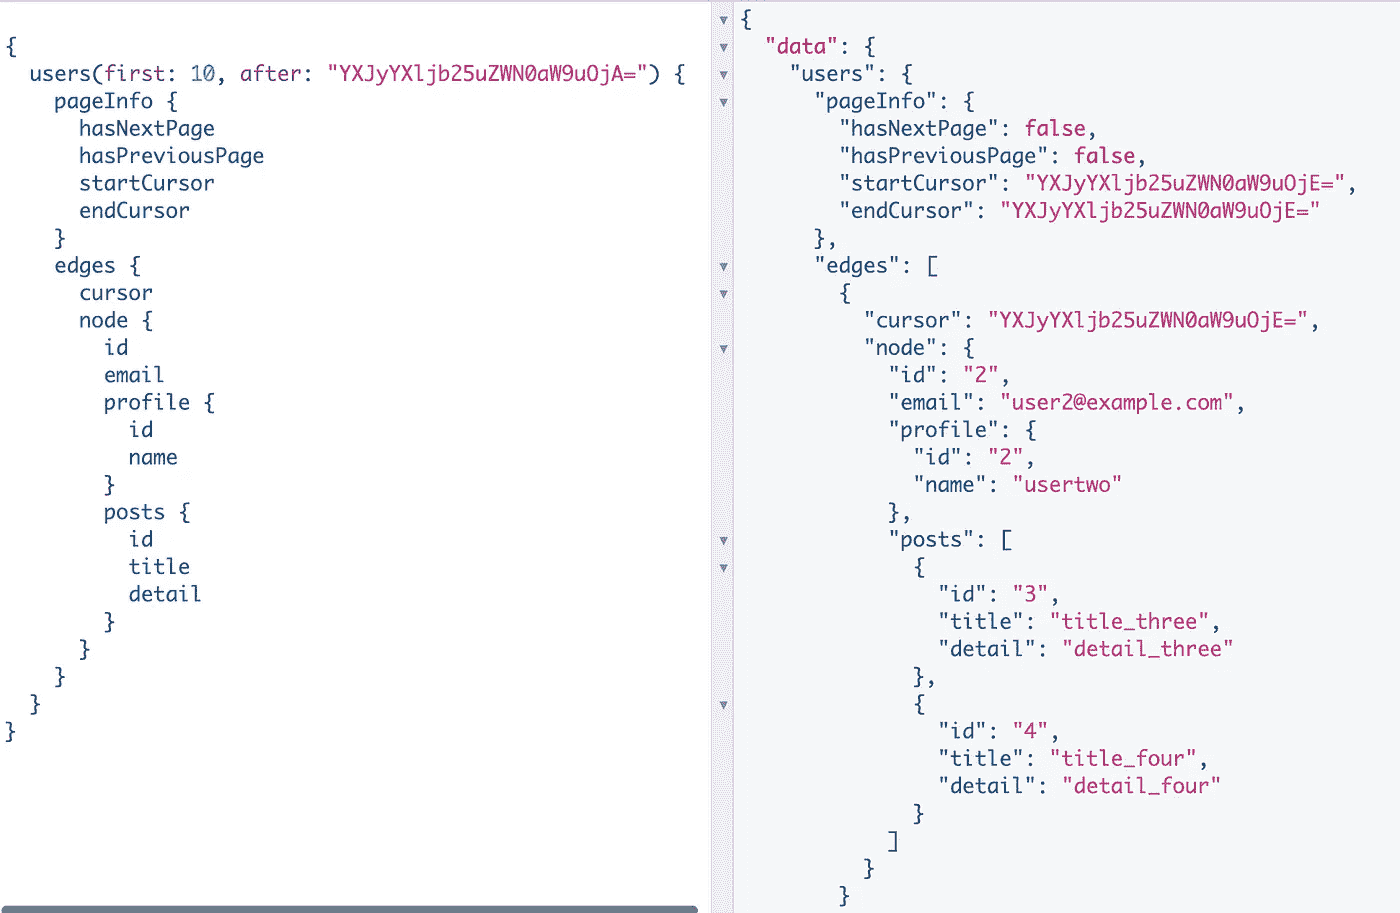 {
  users(first: 10, after: "YXJyYXljb25uZWN0aW9uOjA=") {
    pageInfo {
      hasNextPage
      hasPreviousPage
      startCursor
      endCursor
    }
    edges {
      cursor
      node {
        id
        email
        profile {
          id
          name
        }
        posts {
          id
          title
          detail
        }
      }
    }
  }
}
{
  "data": {
    "users": {
      "pageInfo": {
        "hasNextPage": false,
        "hasPreviousPage": false,
        "startCursor": "YXJyYXljb25uZWN0aW9uOjE=",
        "endCursor": "YXJyYXljb25uZWN0aW9uOjE="
      },
      "edges": [
        {
          "cursor": "YXJyYXljb25uZWN0aW9uOjE=",
          "node": {
            "id": "2",
            "email": "user2@example.com",
            "profile": {
              "id": "2",
              "name": "usertwo"
            },
            "posts": [
              {
                "id": "3",
                "title": "title_three",
                "detail": "detail_three"
              },
              {
                "id": "4",
                "title": "title_four",
                "detail": "detail_four"
              }
            ]
          }
        }